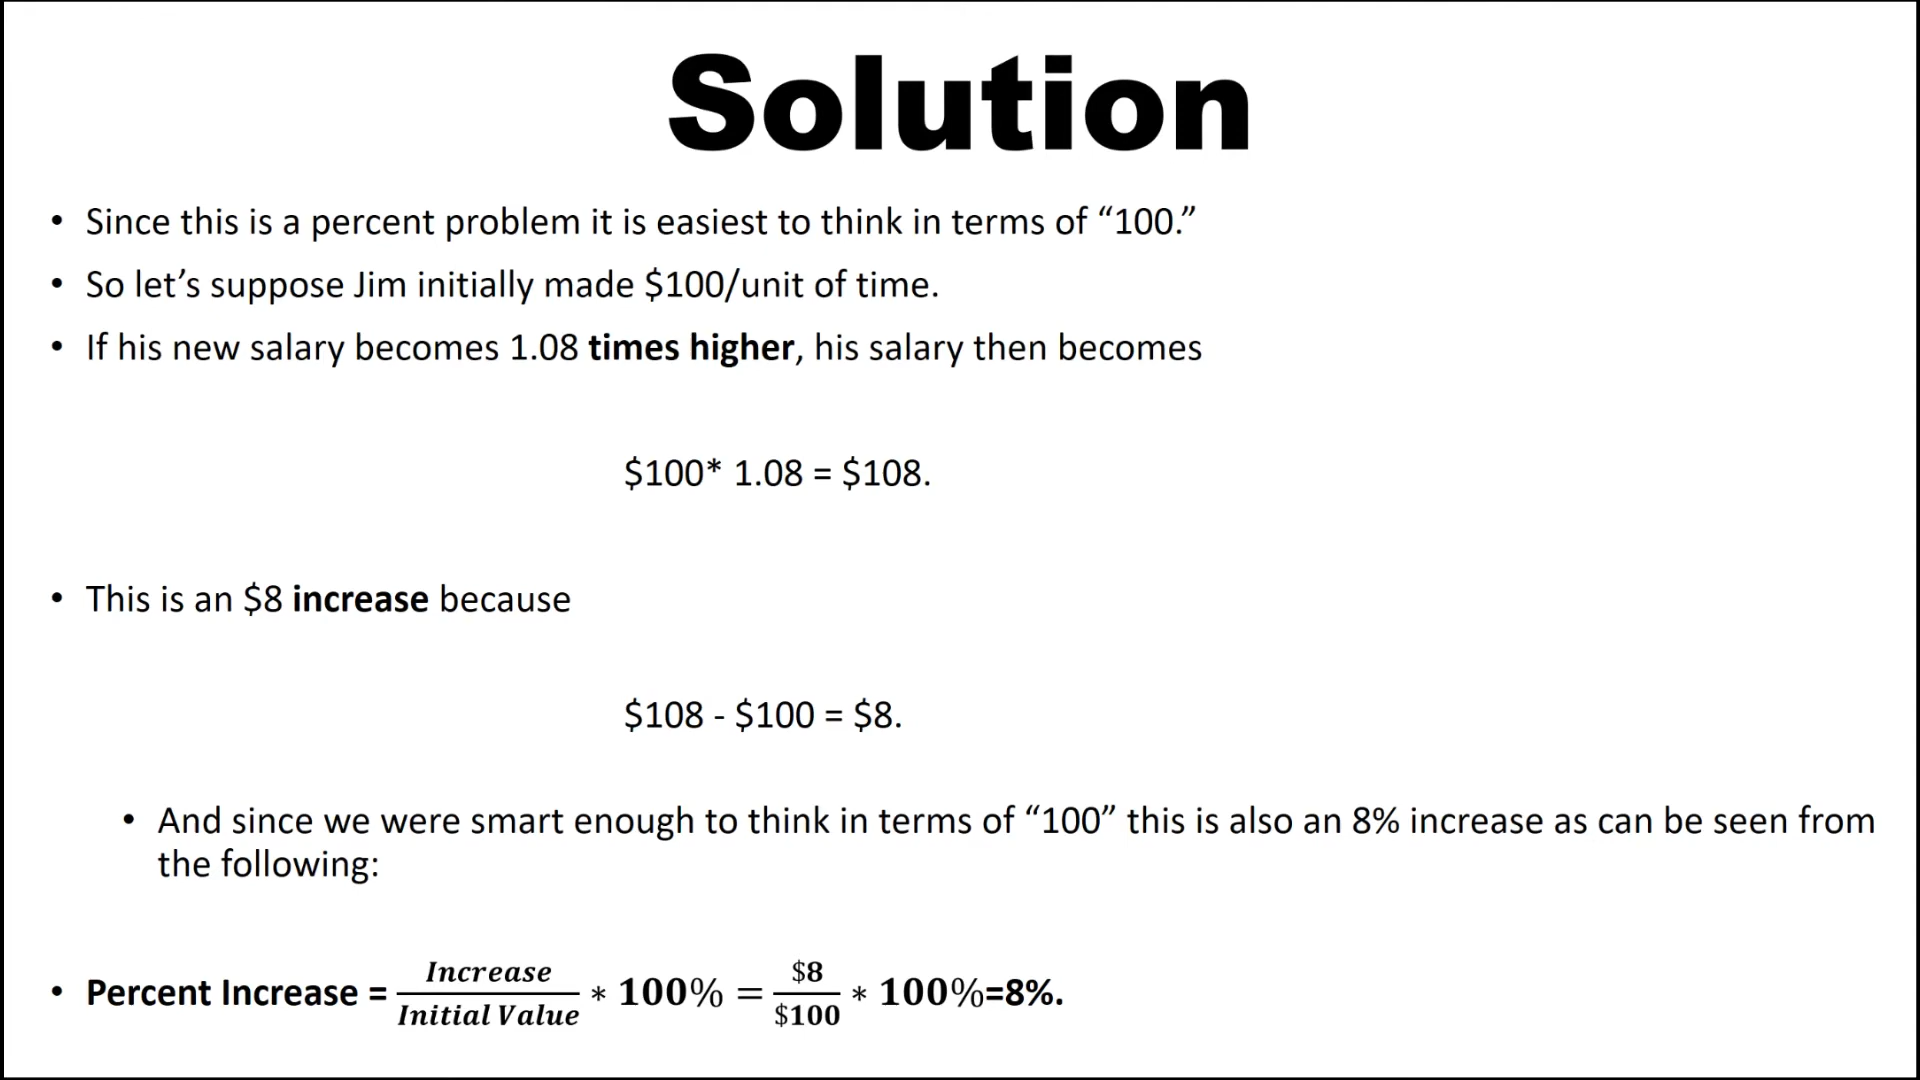 Solution
• Since this is a percent problem it is easiest to think in terms of “100.”
• So let’s suppose Jim initially made $100/unit of time.
• If his new salary becomes 1.08 times higher, his salary then becomes
$100* 1.08 = $108.
• This is an $8 increase because
$108 - $100 = $8.
• And since we were smart enough to think in terms of “100” this is also an 8% increase as can be seen from
the following:
• Percent Increase = Increase/Initial Value * 100% = $8/$100 * 100%=8%.